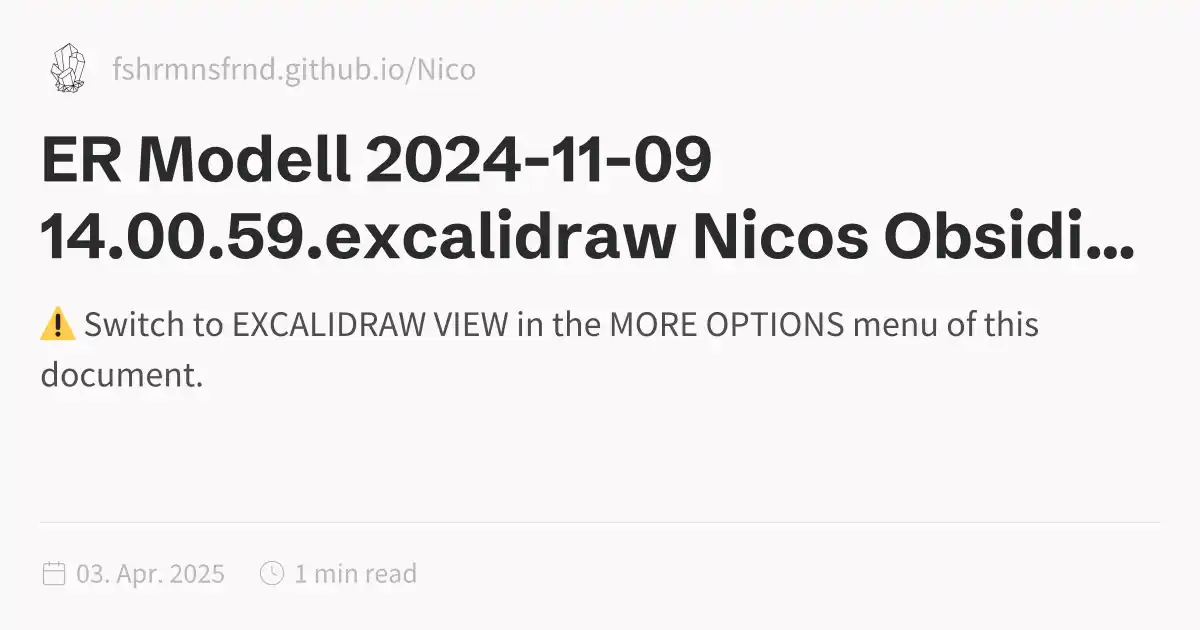 fshrmnsfrnd.github.io/Nico
ER Modell 2024-11-09
14.00.59.excalidraw Nicos Obsidi...
⚠️ Switch to EXCALIDRAW VIEW in the MORE OPTIONS menu of this
document.
03. Apr. 2025 1 min read